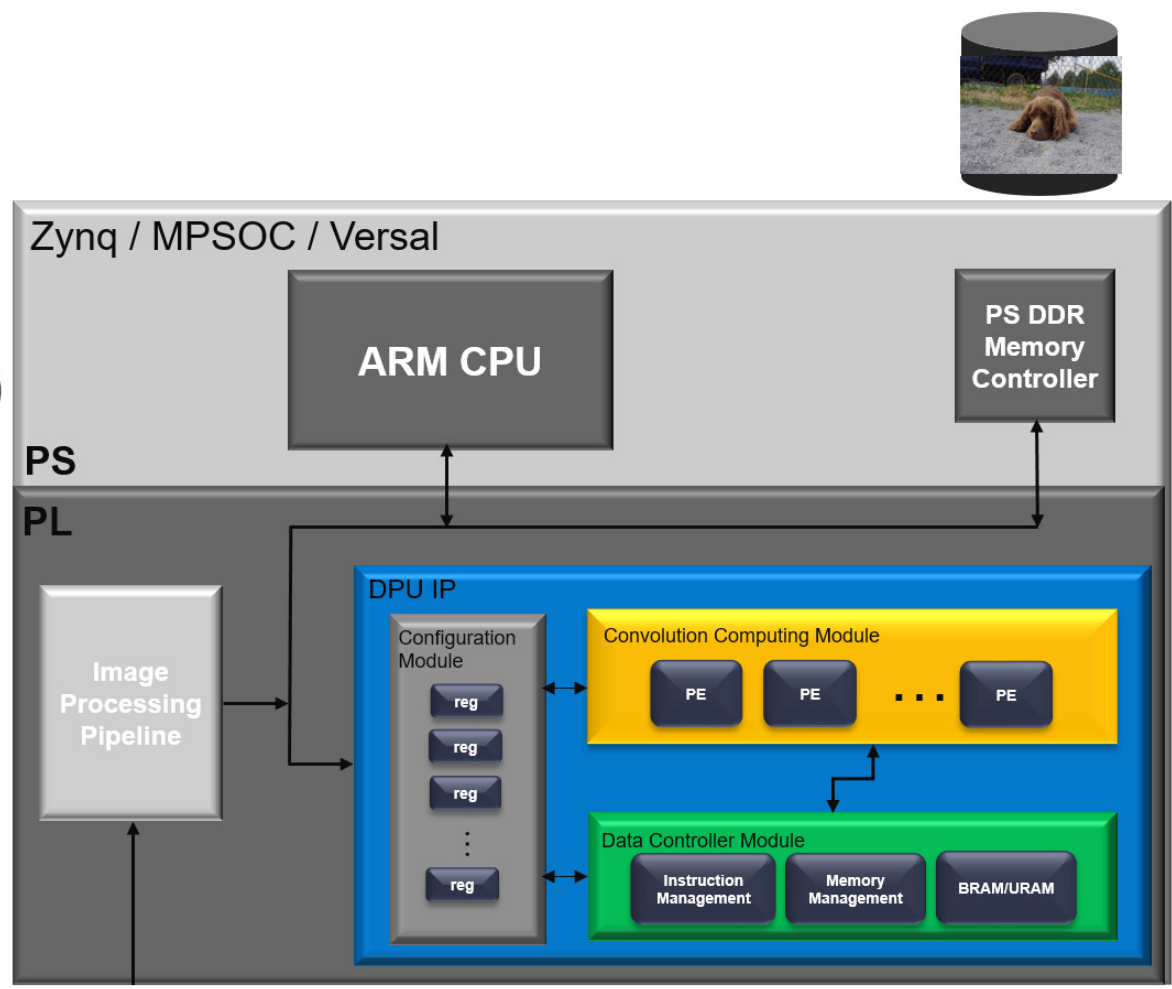 Zynq / MPSOC / Versal
ARM CPU
PS DDR
Memory
Controller
PS
PL
Image
Processing
Pipeline
DPU IP
Configuration
Module
reg
reg
reg
⋮
reg
Convolution Computing Module
PE
PE
...
PE
Data Controller Module
Instruction
Management
Memory
Management
BRAM/URAM